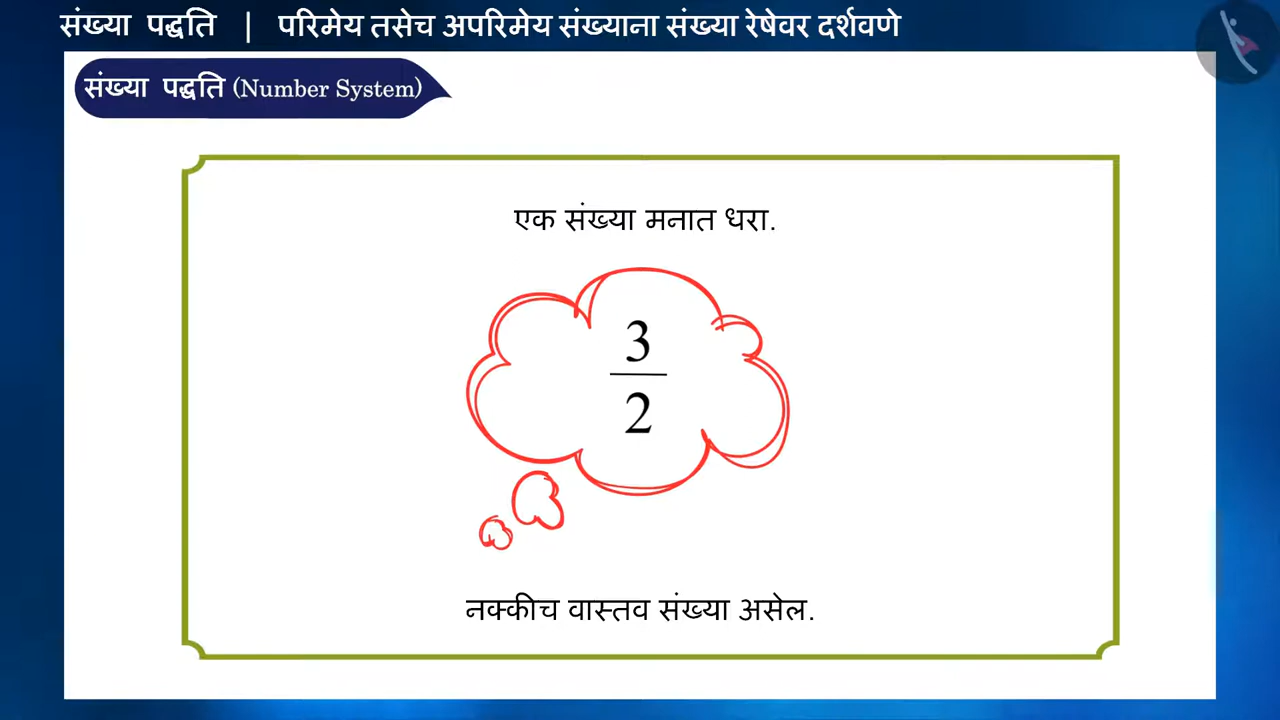 संख्या पद्धति | परिमेय तसेच अपरिमेय संख्याना संख्या रेषेवर दर्शवणे
संख्या पद्धति (Number System)
एक संख्या मनात धरा.
3
2
नक्कीच वास्तव संख्या असेल.